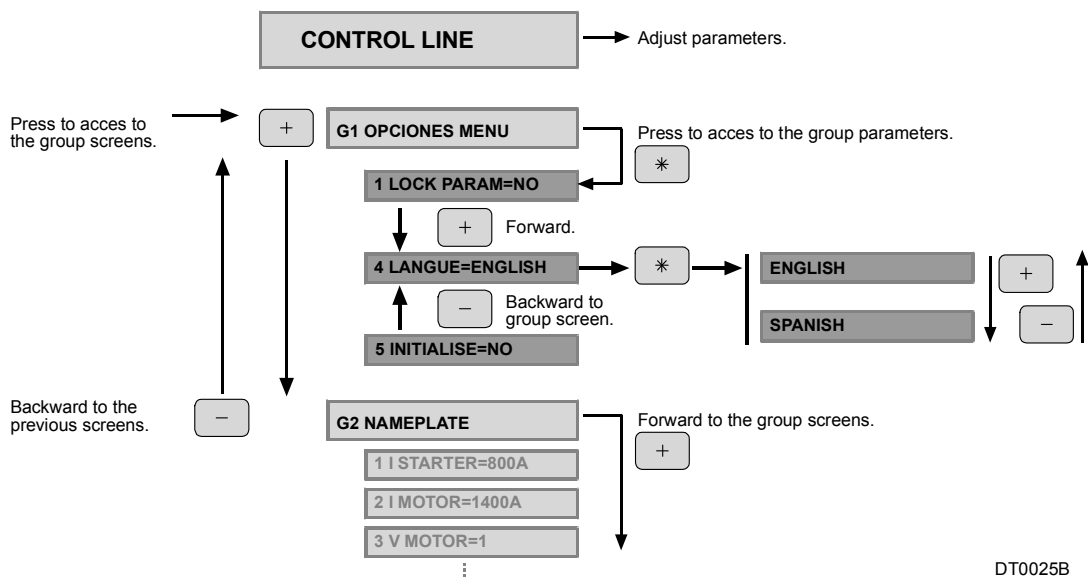 CONTROL LINE
Adjust parameters.
Press to acces to
the group screens.
+
G1 OPCIONES MENU
Press to acces to the group parameters.
*
1 LOCK PARAM=NO
+
Forward.
4 LANGUE=ENGLISH
*
ENGLISH
+
−
Backward to
group screen.
SPANISH
−
5 INITIALISE=NO
Backward to the
previous screens.
−
G2 NAMEPLATE
Forward to the group screens.
+
1 I STARTER=800A
2 I MOTOR=1400A
3 V MOTOR=1
DT0025B